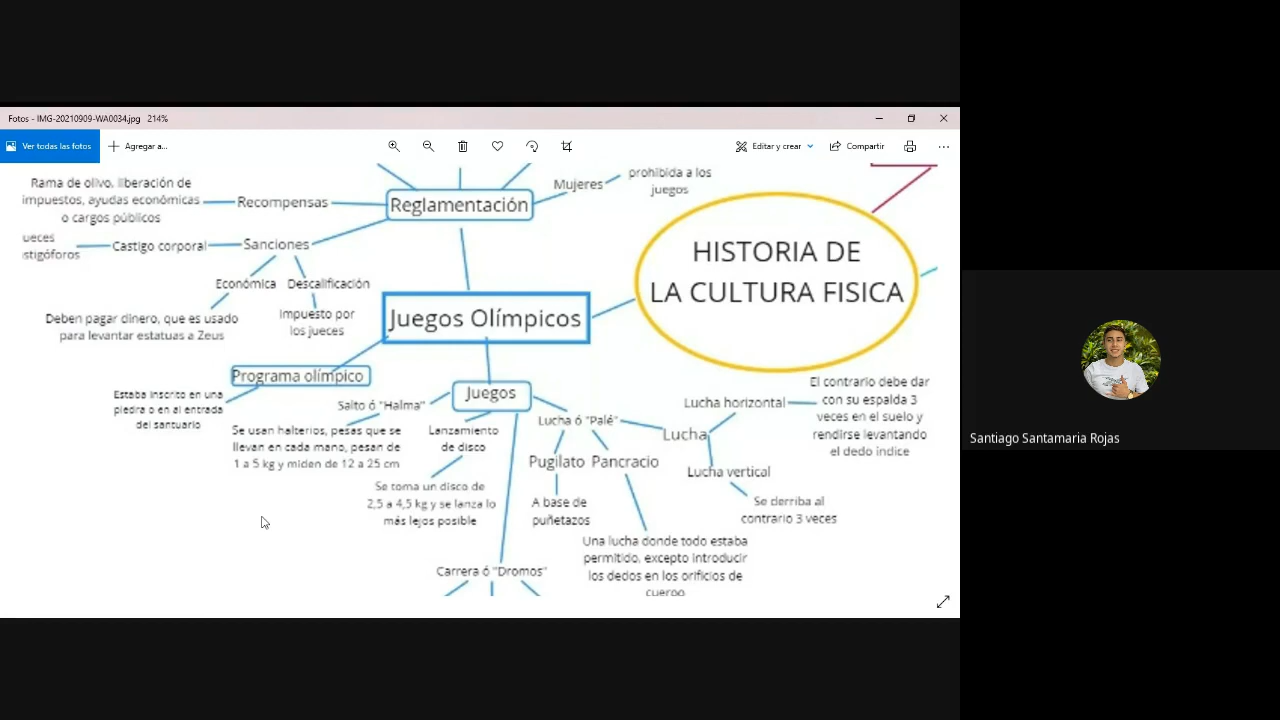 Fotos - IMG-20210909-WA0034.jpg 214%
Ver todas las fotos
Agregar a...
Editar y crear
Compartir
Rama de olivo, liberación de
impuestos, ayudas económicas
o cargos públicos
Recompensas
Reglamentación
Mujeres
prohibida a los
juegos
ueces
stigóforos
Castigo corporal
Sanciones
Económica
Descalificación
Deben pagar dinero, que es usado
para levantar estatuas a Zeus
Impuesto por
los jueces
Juegos Olímpicos
HISTORIA DE
LA CULTURA FISICA
Programa olímpico
Estaba inscrito en una
piedra o en al entrada
del santuario
Juegos
Salto ó "Halma"
Se usan halterios, pesas que se
llevan en cada mano, pesan de
1 a 5 kg y miden de 12 a 25 cm
Lanzamiento
de disco
Se toma un disco de
2,5 a 4,5 kg y se lanza lo
más lejos posible
Lucha ó "Palé"
Pugilato
Pancracio
A base de
puñetazos
Una lucha donde todo estaba
permitido, excepto introducir
los dedos en los orificios de
cuerpo
Lucha
Lucha horizontal
El contrario debe dar
con su espalda 3
veces en el suelo y
rendirse levantando
el dedo indice
Lucha vertical
Se derriba al
contrario 3 veces
Carrera ó "Dromos"
Santiago Santamaria Rojas